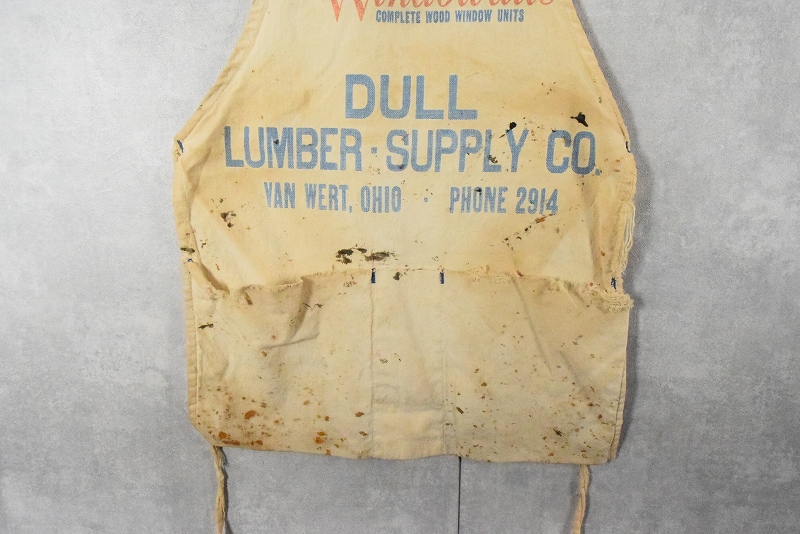 COMPLETE WOOD WINDOW UNITS
DULL
LUMBER · SUPPLY CO.
VAN WERT, OHIO · PHONE 2914